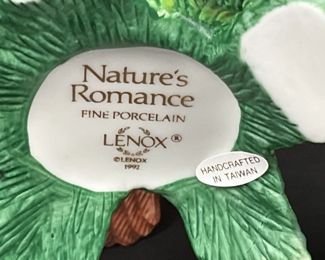 Nature's
Romance
FINE PORCELAIN
LENOX®
©LENOX
1992
HANDCRAFTED
IN TAIWAN